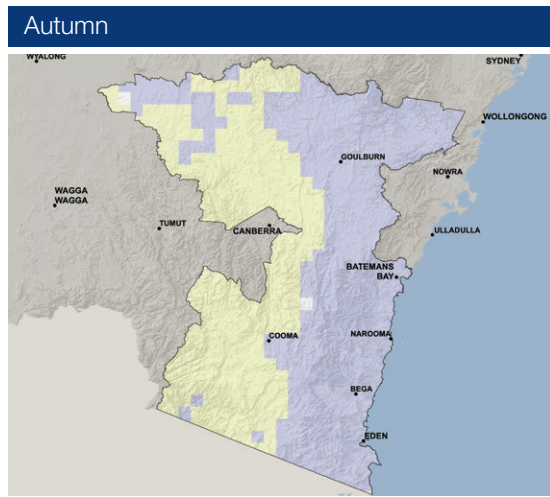 Autumn
WYALONG
SYDNEY
WOLLONGONG
GOULBURN
NOWRA
WAGGA
WAGGA
TUMUT
CANBERRA
ULLADULLA
BATEMANS
BAY
COOMA
NAROOMA
BEGA
EDEN